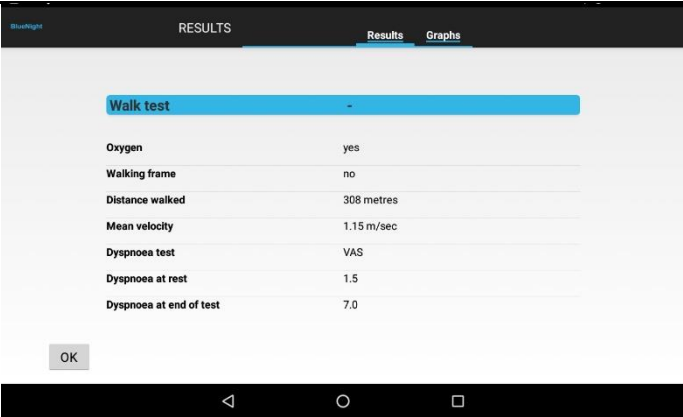 BlueNight
RESULTS
Results Graphs
Walk test -
Oxygen yes
Walking frame no
Distance walked 308 metres
Mean velocity 1.15 m/sec
Dyspnoea test VAS
Dyspnoea at rest 1.5
Dyspnoea at end of test 7.0
OK